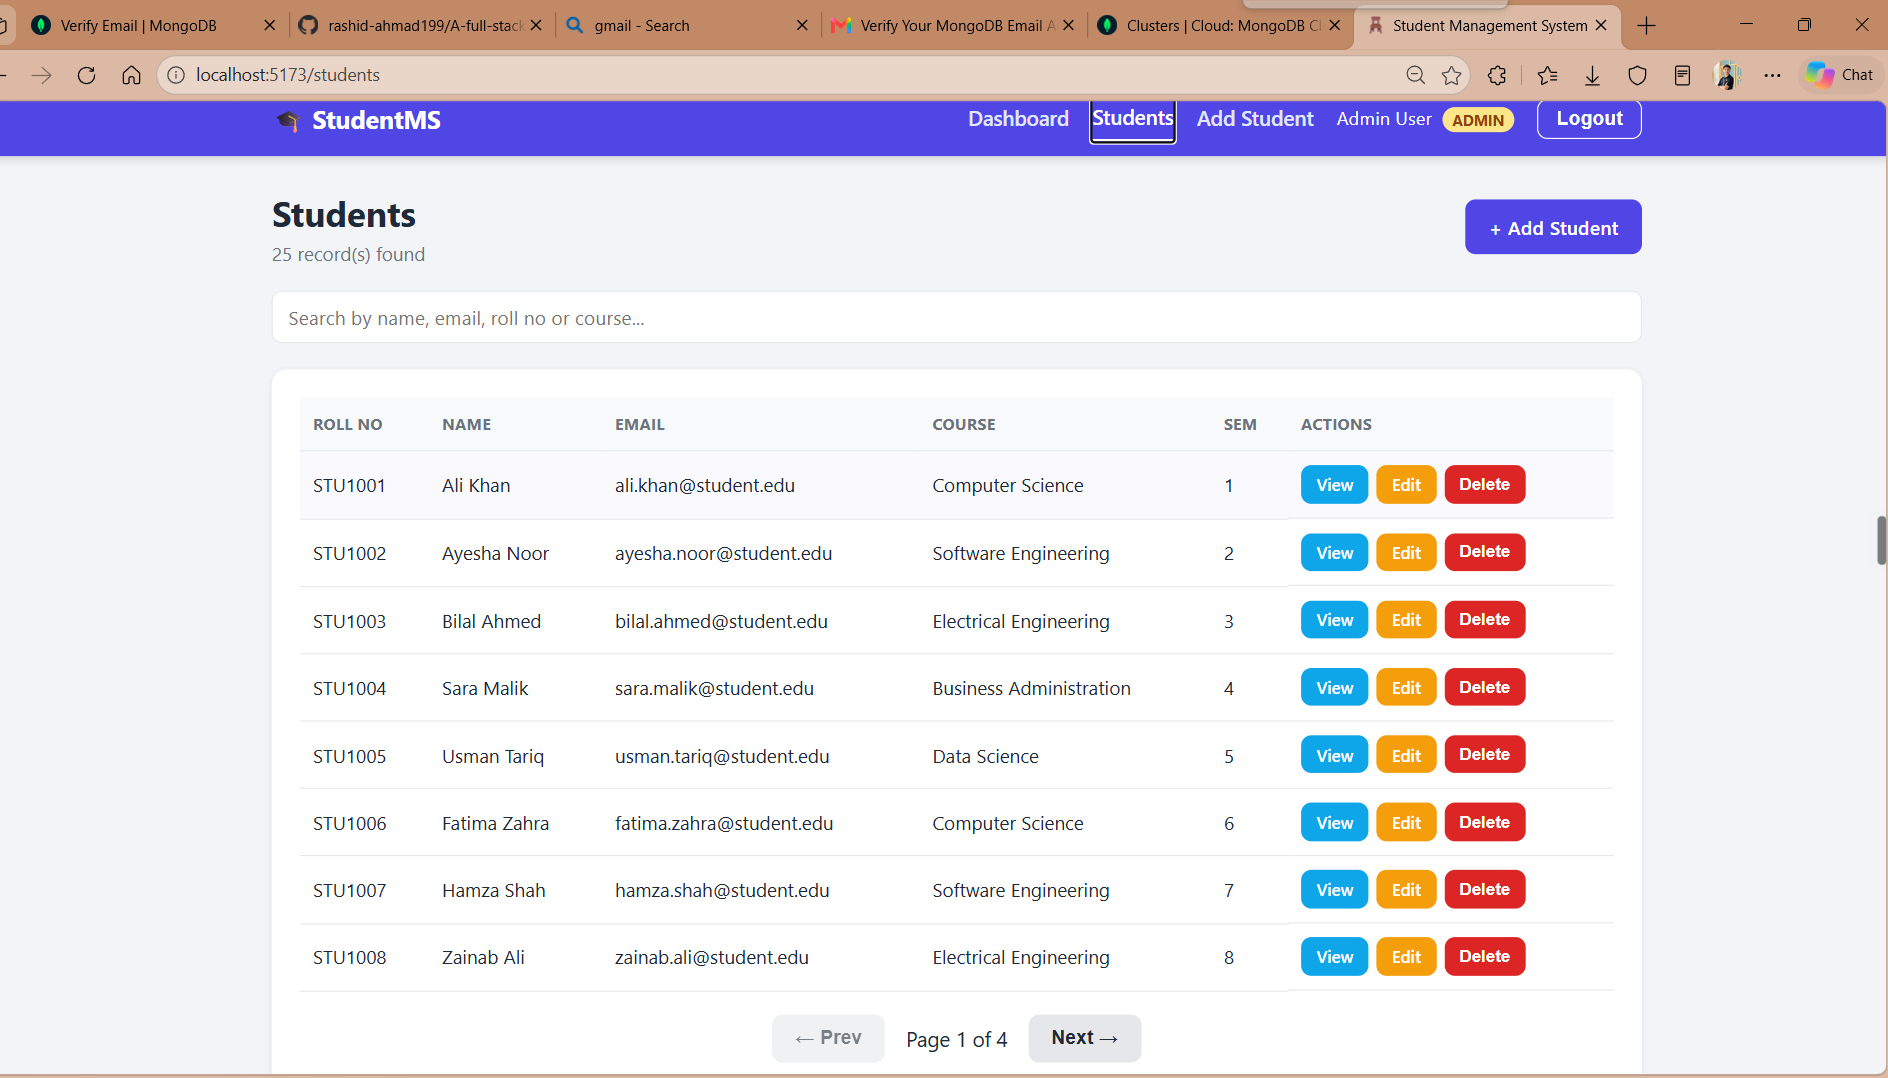 Verify Email | MongoDB
rashid-ahmad199/A-full-stack
gmail - Search
Verify Your MongoDB Email A
Clusters | Cloud: MongoDB Cl
Student Management System
localhost:5173/students
Chat
StudentMS
Dashboard Students Add Student Admin User ADMIN Logout
Students
25 record(s) found
+ Add Student
Search by name, email, roll no or course...
ROLL NO NAME EMAIL COURSE SEM ACTIONS
STU1001 Ali Khan ali.khan@student.edu Computer Science 1 View Edit Delete
STU1002 Ayesha Noor ayesha.noor@student.edu Software Engineering 2 View Edit Delete
STU1003 Bilal Ahmed bilal.ahmed@student.edu Electrical Engineering 3 View Edit Delete
STU1004 Sara Malik sara.malik@student.edu Business Administration 4 View Edit Delete
STU1005 Usman Tariq usman.tariq@student.edu Data Science 5 View Edit Delete
STU1006 Fatima Zahra fatima.zahra@student.edu Computer Science 6 View Edit Delete
STU1007 Hamza Shah hamza.shah@student.edu Software Engineering 7 View Edit Delete
STU1008 Zainab Ali zainab.ali@student.edu Electrical Engineering 8 View Edit Delete
← Prev Page 1 of 4 Next →